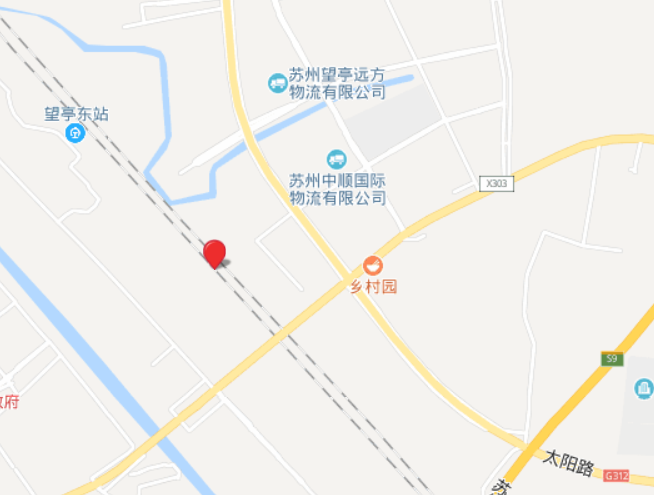 苏州望亭远方
物流有限公司
望亭东站
苏州中顺国际
物流有限公司
X303
乡村园
S9
府
太阳路
G312
苏